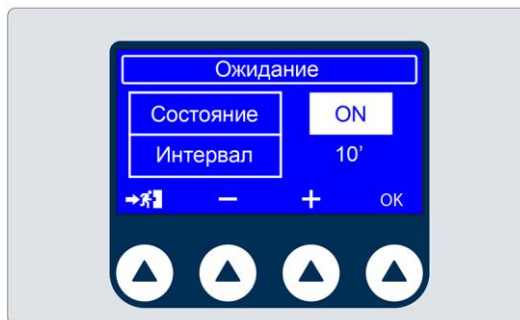 Ожидание
Состояние ON
Интервал 10’
− + OK